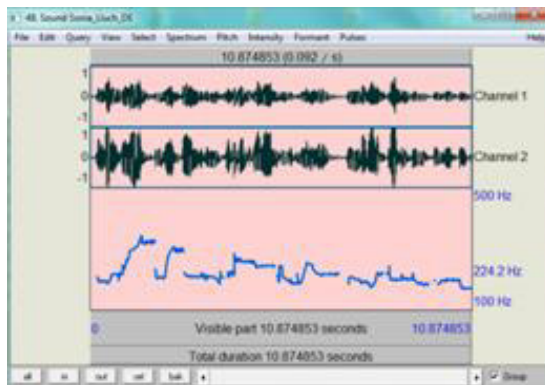 48. Sound Sonia_Lluch_DE
File Edit Query View Select Spectrum Pitch Intensity Formant Pulses Help
10.874853 (0.092 / s)
1
0
-1
Channel 1
1
0
-1
Channel 2
500 Hz
224.2 Hz
100 Hz
0 Visible part 10.874853 seconds 10.874853
Total duration 10.874853 seconds
all in out sel bak Group